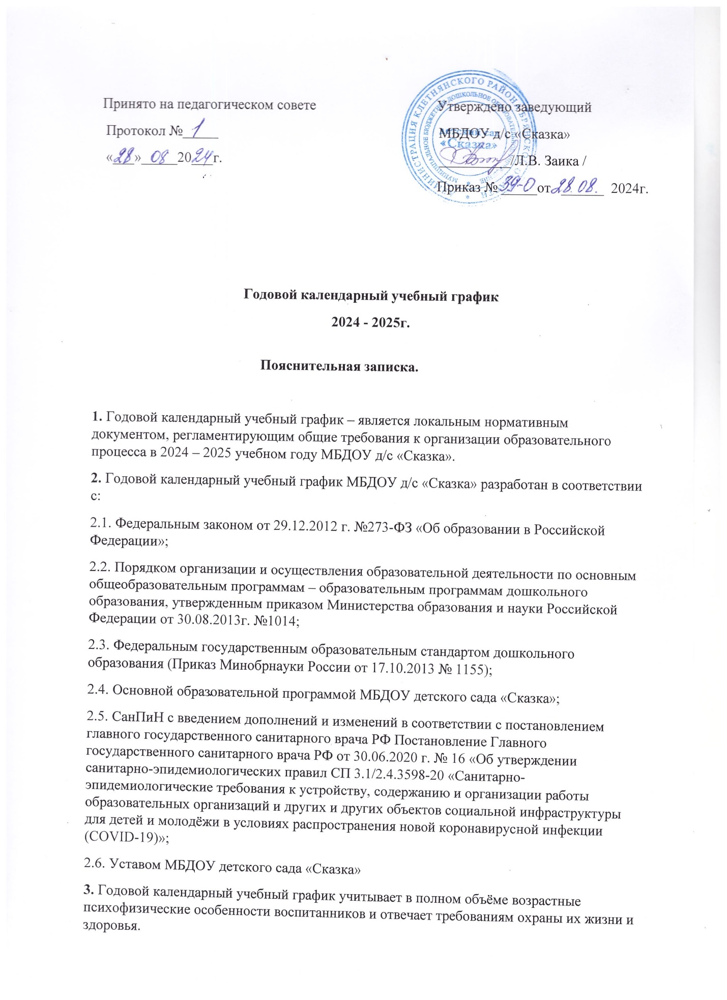 Принято на педагогическом совете
Протокол № 1
«28» 08 2024г.
АДМИНИСТРАЦИЯ КЛЕТНЯНСКОГО РАЙОНА БРЯНСКОЙ ОБЛАСТИ
МУНИЦИПАЛЬНОЕ БЮДЖЕТНОЕ ДОШКОЛЬНОЕ ОБРАЗОВАТЕЛЬНОЕ УЧРЕЖДЕНИЕ
детский сад
«Сказка»
Утверждено заведующий
МБДОУ д/с «Сказка»
/Л.В. Заика /
Приказ № 39-О от 28.08. 2024г.
Годовой календарный учебный график
2024 - 2025г.
Пояснительная записка.
1. Годовой календарный учебный график – является локальным нормативным
документом, регламентирующим общие требования к организации образовательного
процесса в 2024 – 2025 учебном году МБДОУ д/с «Сказка».
2. Годовой календарный учебный график МБДОУ д/с «Сказка» разработан в соответствии
с:
2.1. Федеральным законом от 29.12.2012 г. №273-ФЗ «Об образовании в Российской
Федерации»;
2.2. Порядком организации и осуществления образовательной деятельности по основным
общеобразовательным программам – образовательным программам дошкольного
образования, утвержденным приказом Министерства образования и науки Российской
Федерации от 30.08.2013г. №1014;
2.3. Федеральным государственным образовательным стандартом дошкольного
образования (Приказ Минобрнауки России от 17.10.2013 № 1155);
2.4. Основной образовательной программой МБДОУ детского сада «Сказка»;
2.5. СанПиН с введением дополнений и изменений в соответствии с постановлением
главного государственного санитарного врача РФ Постановление Главного
государственного санитарного врача РФ от 30.06.2020 г. № 16 «Об утверждении
санитарно-эпидемиологических правил СП 3.1/2.4.3598-20 «Санитарно-
эпидемиологические требования к устройству, содержанию и организации работы
образовательных организаций и других и других объектов социальной инфраструктуры
для детей и молодёжи в условиях распространения новой коронавирусной инфекции
(COVID-19)»;
2.6. Уставом МБДОУ детского сада «Сказка»
3. Годовой календарный учебный график учитывает в полном объёме возрастные
психофизические особенности воспитанников и отвечает требованиям охраны их жизни и
здоровья.